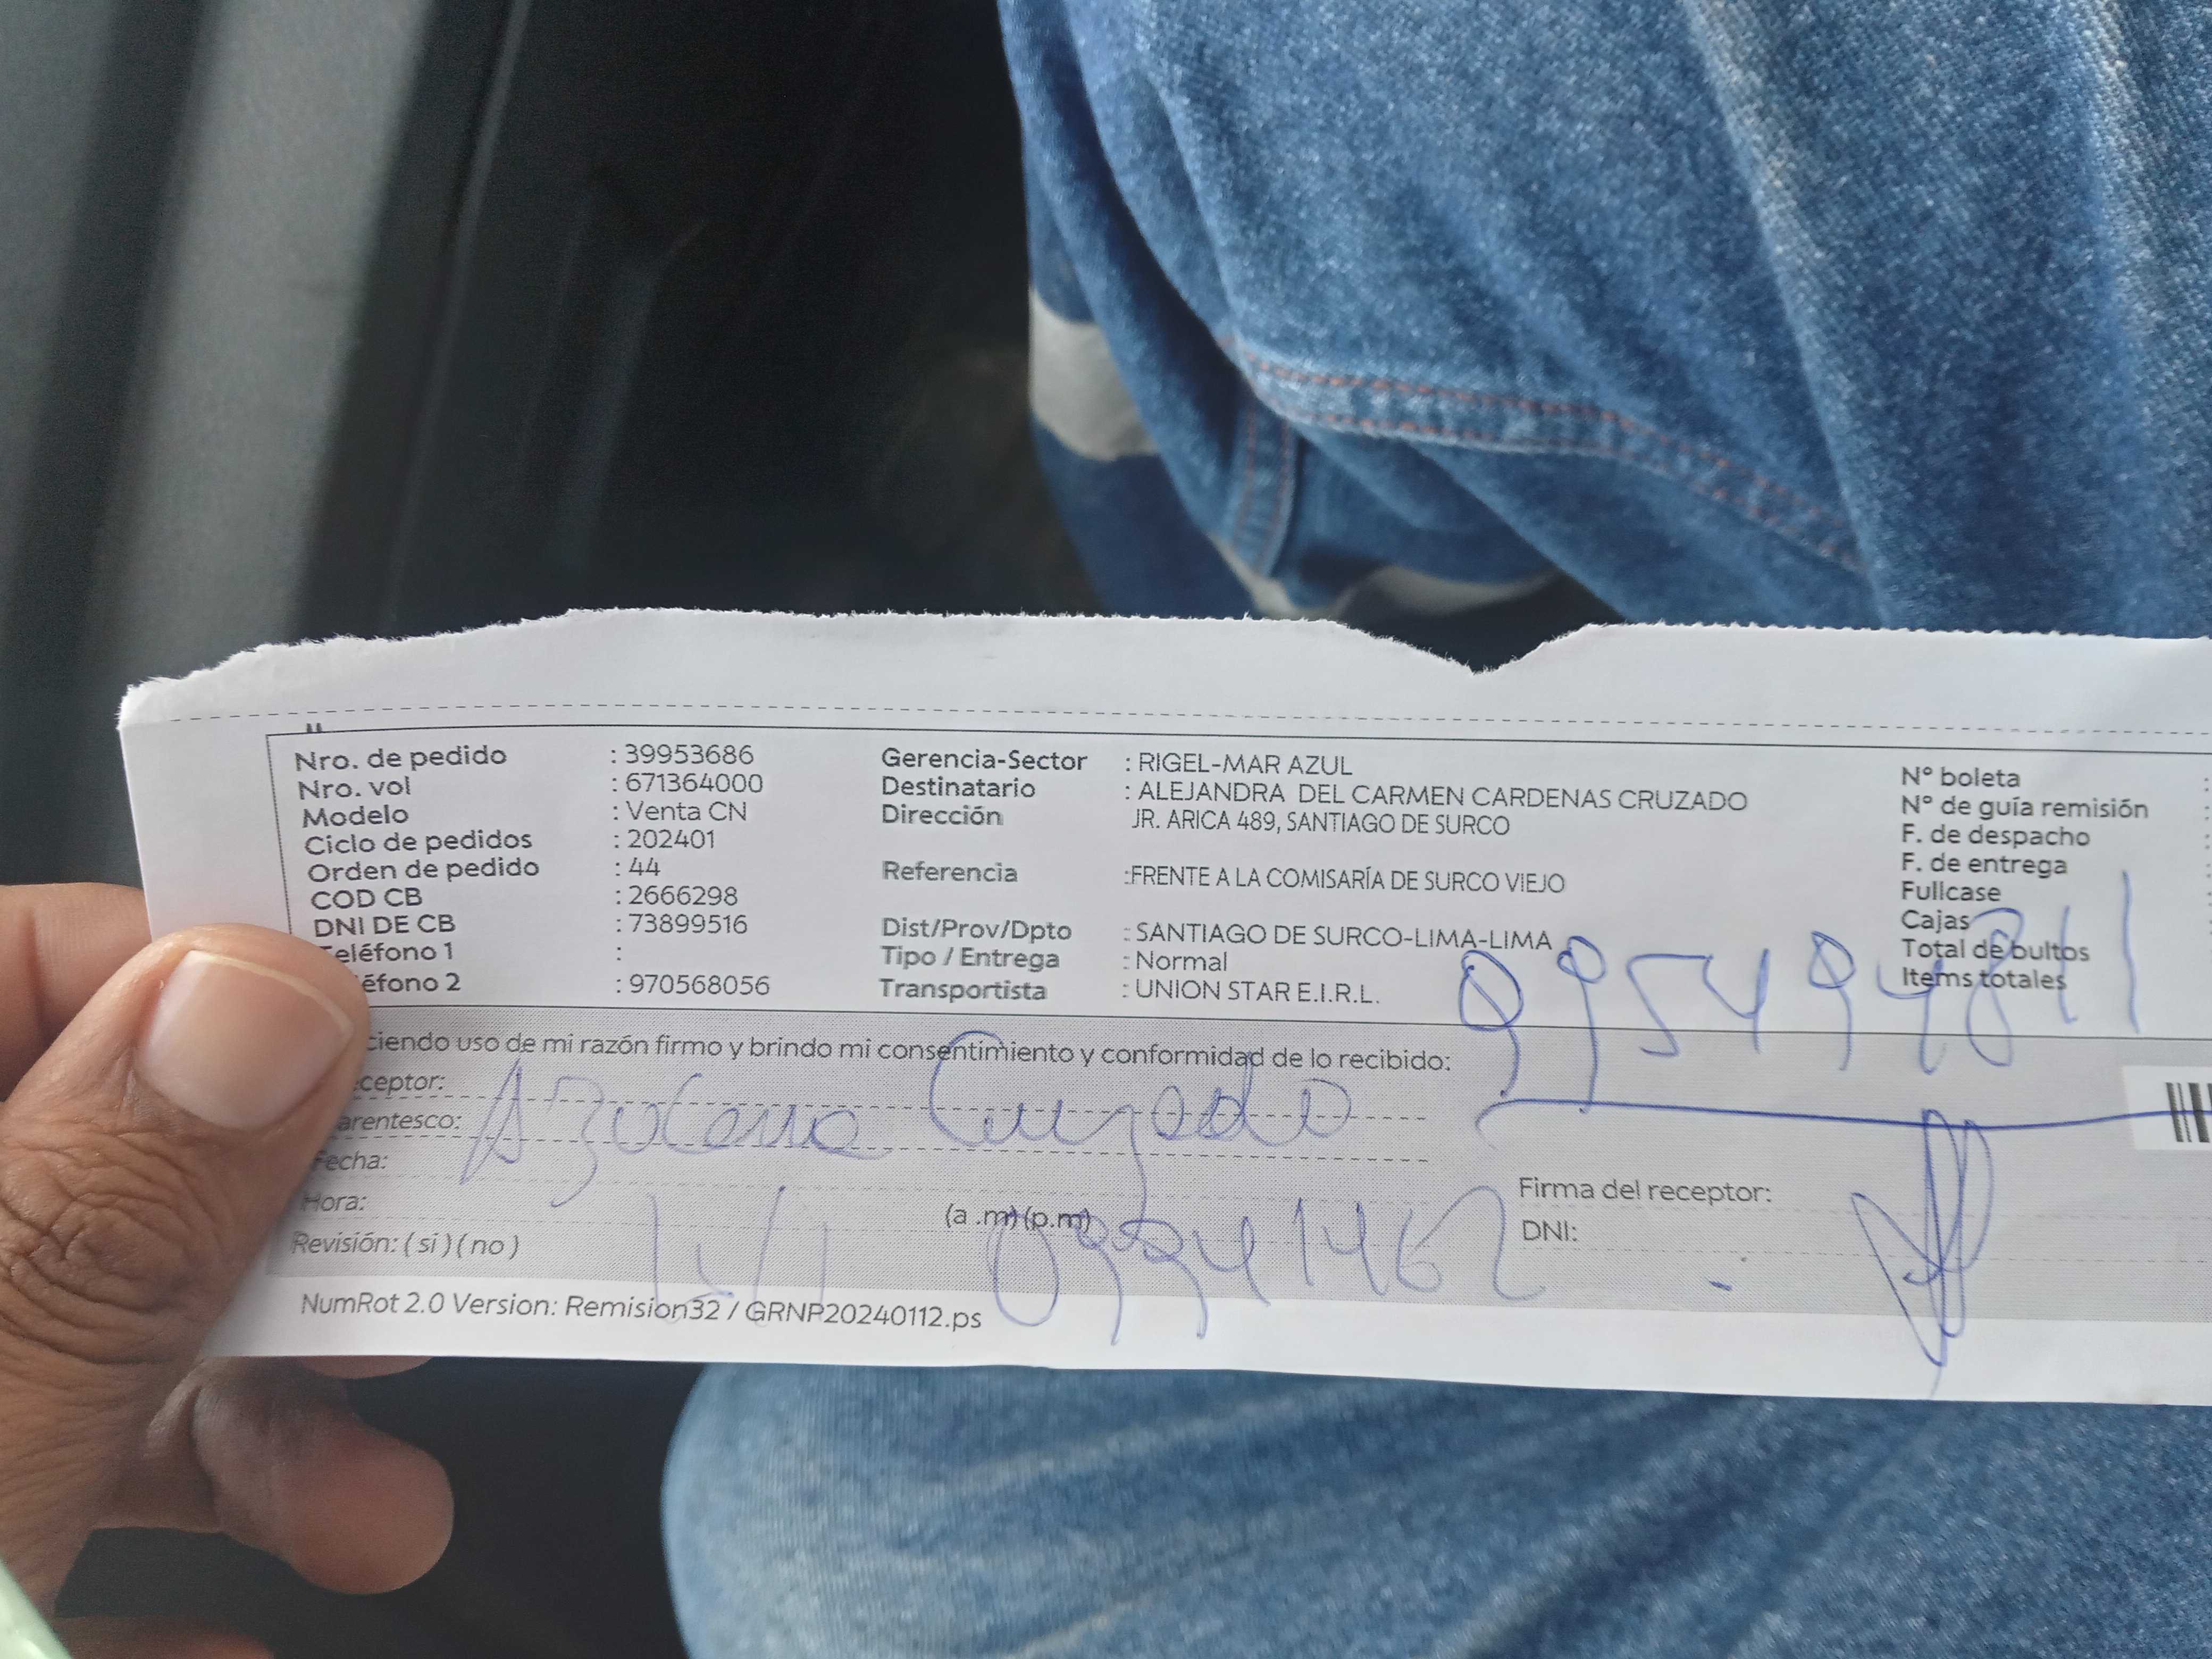 Nro. de pedido : 39953686
Nro. vol : 671364000
Modelo : Venta CN
Ciclo de pedidos : 202401
Orden de pedido : 44
COD CB : 2666298
DNI DE CB : 73899516
eléfono 1 :
éfono 2 : 970568056
Gerencia-Sector : RIGEL-MAR AZUL
Destinatario : ALEJANDRA DEL CARMEN CARDENAS CRUZADO
Dirección JR. ARICA 489, SANTIAGO DE SURCO
Referencia :FRENTE A LA COMISARÍA DE SURCO VIEJO
Dist/Prov/Dpto : SANTIAGO DE SURCO-LIMA-LIMA
Tipo / Entrega : Normal
Transportista : UNION STAR E.I.R.L.
N° boleta :
N° de guía remisión :
F. de despacho :
F. de entrega :
Fullcase
Cajas
Total de bultos
Items totales
995494811
ciendo uso de mi razón firmo y brindo mi consentimiento y conformidad de lo recibido:
ceptor:
arentesco: Azucena Cruzado
Fecha:
Hora: (a .m) (p.m)
Revisión: ( si ) ( no )
Firma del receptor:
DNI:
NumRot 2.0 Version: Remision32 / GRNP20240112.ps